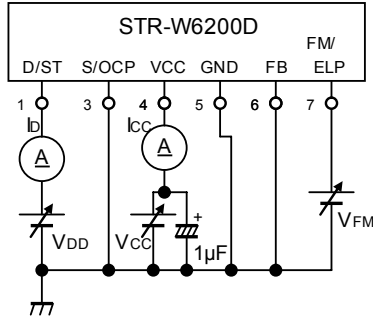 STR-W6200D
FM/
D/ST S/OCP VCC GND FB ELP
1 3 4 5 6 7
ID ICC
A A
VDD VCC + 1µF VFM